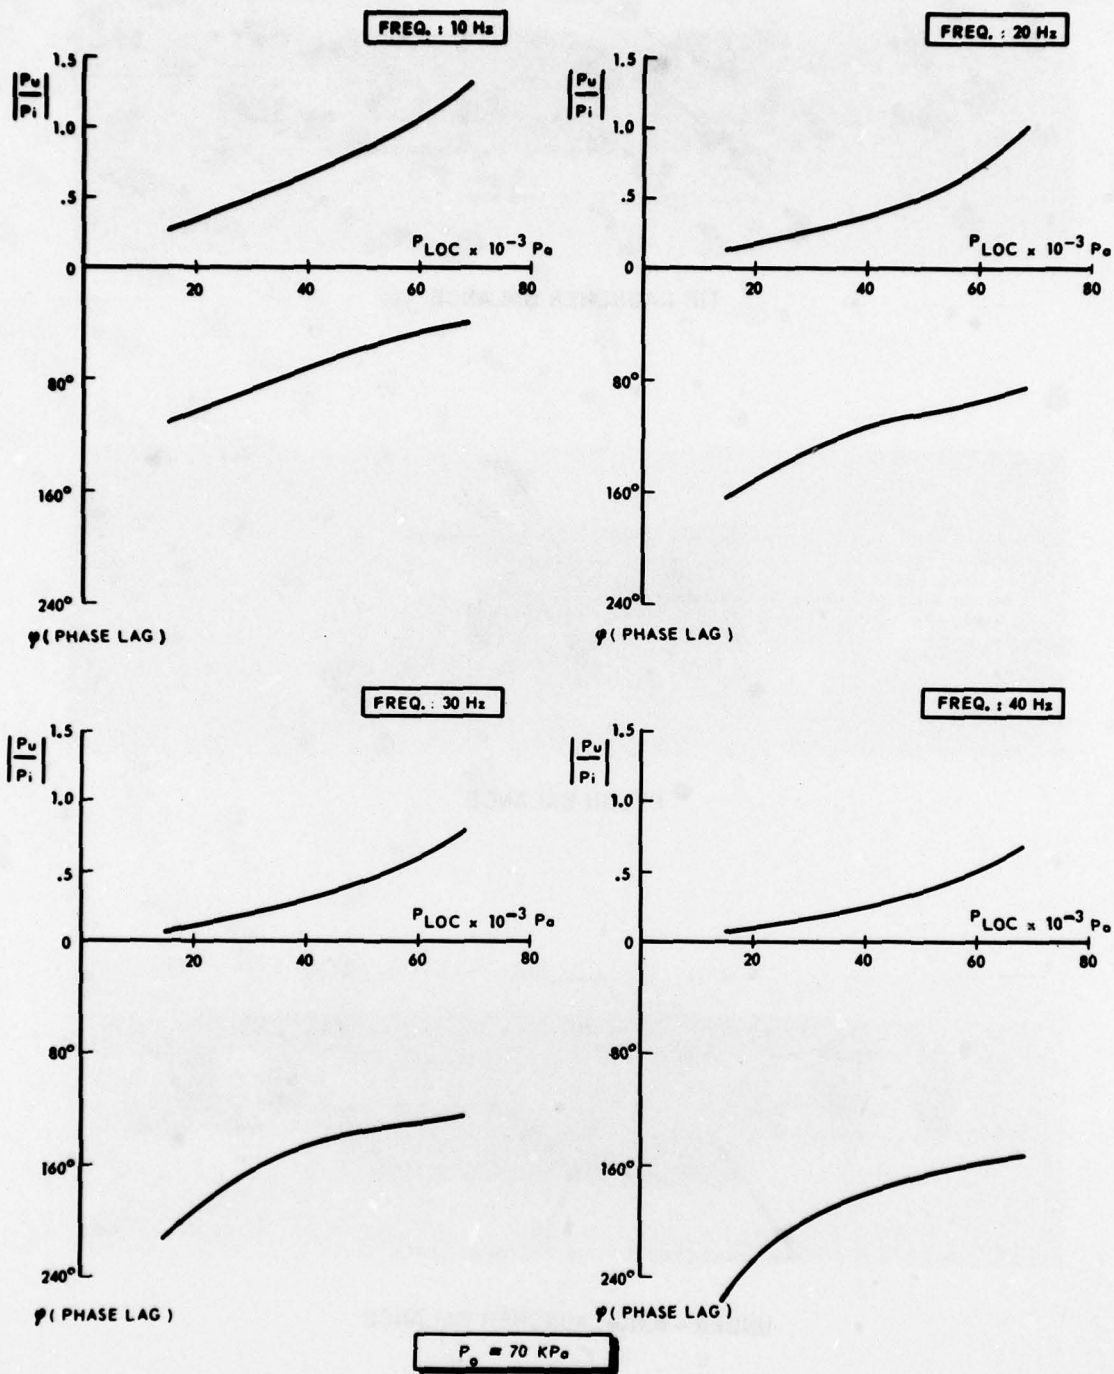 FREQ. : 10 Hz
|Pu/Pi|
1.5
1.0
.5
0
PLOC x 10⁻³ Pa
20 40 60 80
80°
160°
240°
φ ( PHASE LAG )
FREQ. : 20 Hz
|Pu/Pi|
1.5
1.0
.5
0
PLOC x 10⁻³ Pa
20 40 60 80
80°
160°
240°
φ ( PHASE LAG )
FREQ. : 30 Hz
|Pu/Pi|
1.5
1.0
.5
0
PLOC x 10⁻³ Pa
20 40 60 80
80°
160°
240°
φ ( PHASE LAG )
FREQ. : 40 Hz
|Pu/Pi|
1.5
1.0
.5
0
PLOC x 10⁻³ Pa
20 40 60 80
80°
160°
240°
φ ( PHASE LAG )
Po = 70 KPa